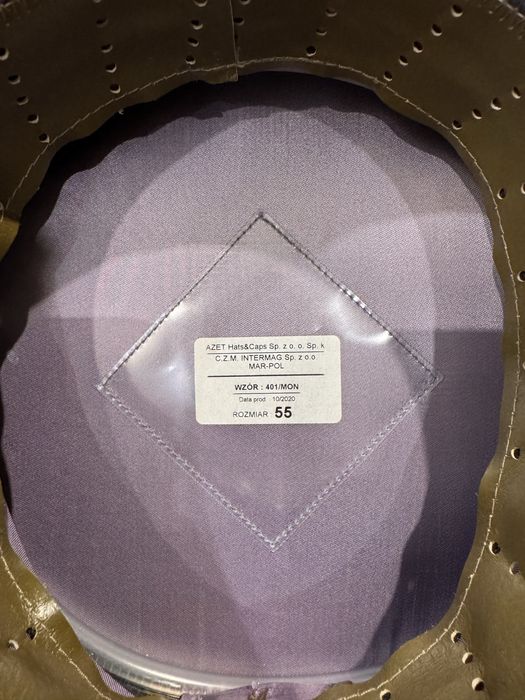 AZET Hats&Caps Sp. z o. o. Sp. k
C.Z.M. INTERMAG Sp. z o.o.
MAR-POL
WZÓR : 401/MON
Data prod : 10/2020
ROZMIAR 55